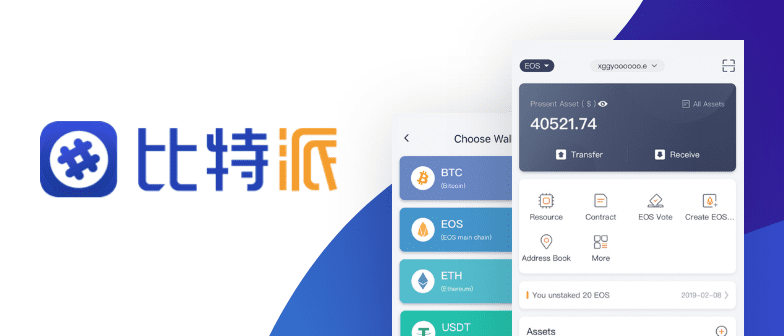 比特派
Choose Wal
BTC
(Bitcoin)
EOS
(EOS main chain)
ETH
(Ethereum)
USDT
EOS
xggyoooooo.e
Present Asset ( $ )
All Assets
40521.74
Transfer
Receive
Resource
Contract
EOS Vote
Create EOS...
Address Book
More
You unstaked 20 EOS
2019-02-08
Assets